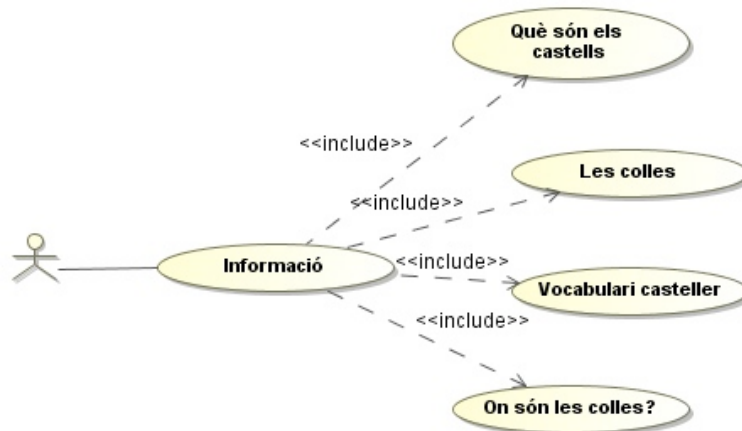 Què són els
castells
<<include>>
Les colles
<<include>>
Informació
<<include>>
Vocabulari casteller
<<include>>
On són les colles?